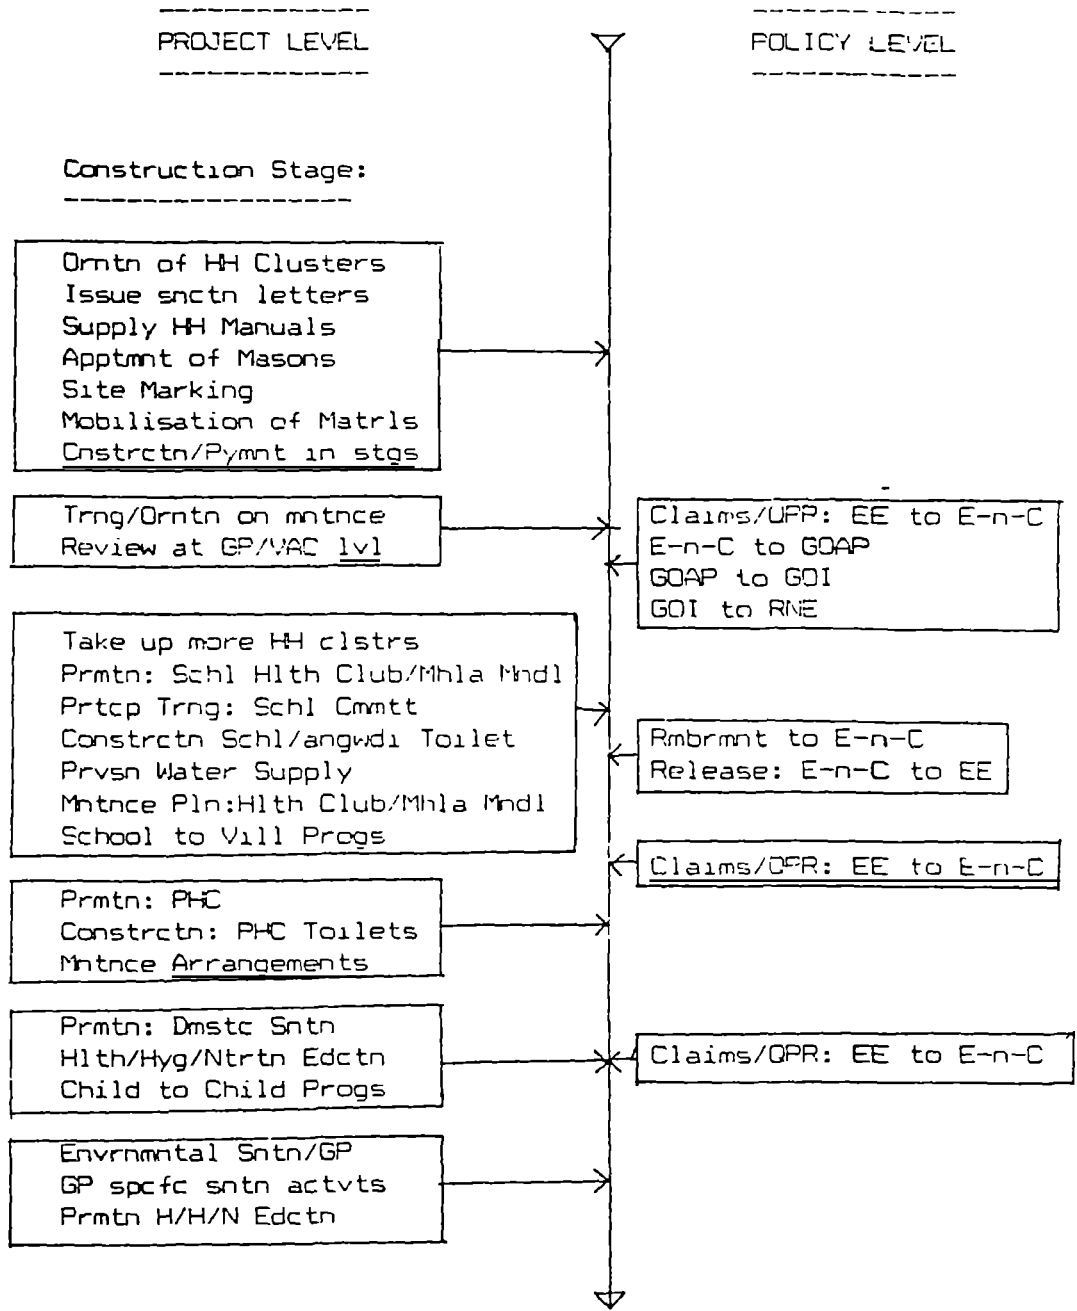 PROJECT LEVEL
POLICY LEVEL
Construction Stage:
Orntn of HH Clusters
Issue snctn letters
Supply HH Manuals
Apptmnt of Masons
Site Marking
Mobilisation of Matrls
Cnstrctn/Pymnt in stgs
Trng/Orntn on mntnce
Review at GP/VAC lvl
Claims/QPR: EE to E-n-C
E-n-C to GOAP
GOAP to GOI
GOI to RNE
Take up more HH clstrs
Prmtn: Schl Hlth Club/Mhla Mndl
Prtcp Trng: Schl Cmmtt
Constrctn Schl/angwdi Toilet
Prvsn Water Supply
Mntnce Pln:Hlth Club/Mhla Mndl
School to Vill Progs
Rmbrmnt to E-n-C
Release: E-n-C to EE
Claims/QPR: EE to E-n-C
Prmtn: PHC
Constrctn: PHC Toilets
Mntnce Arrangements
Prmtn: Dmstc Sntn
Hlth/Hyg/Ntrtn Edctn
Child to Child Progs
Claims/QPR: EE to E-n-C
Envrnmntal Sntn/GP
GP spcfc sntn actvts
Prmtn H/H/N Edctn